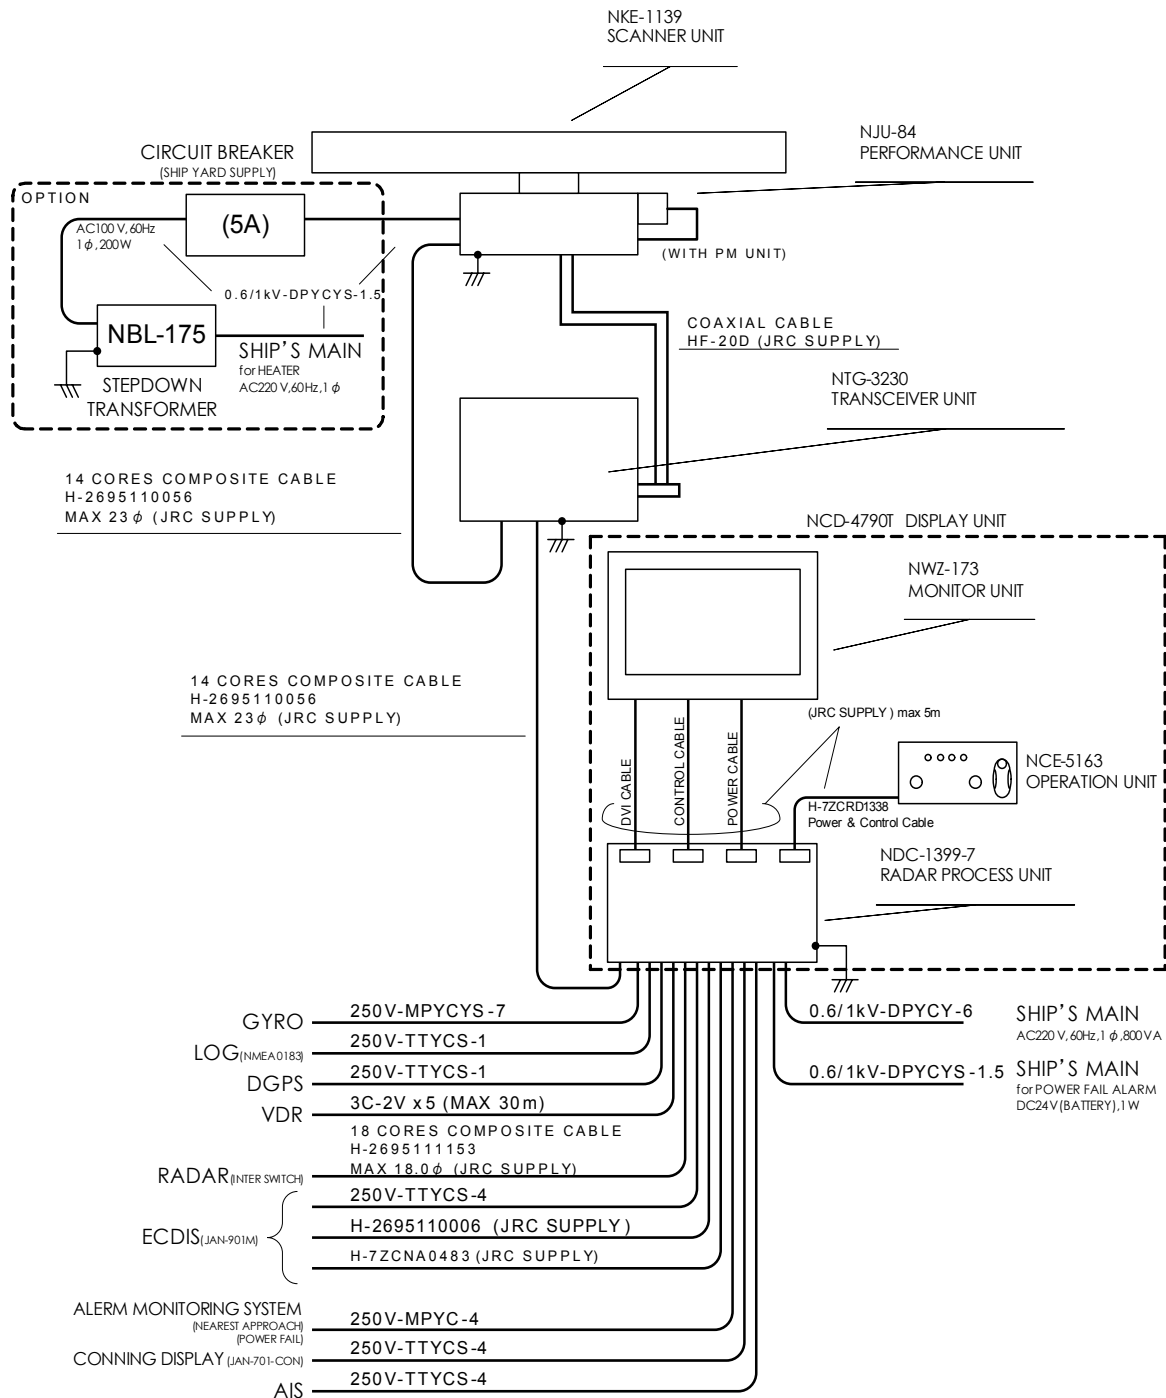 NKE-1139
SCANNER UNIT
NJU-84
PERFORMANCE UNIT
CIRCUIT BREAKER
(SHIP YARD SUPPLY)
OPTION
(5A)
AC100 V,60Hz
1φ,200W
(WITH PM UNIT)
0.6/1kV-DPYCYS-1.5
NBL-175
SHIP'S MAIN
for HEATER
AC220 V,60Hz,1φ
STEPDOWN
TRANSFORMER
COAXIAL CABLE
HF-20D (JRC SUPPLY)
NTG-3230
TRANSCEIVER UNIT
14 CORES COMPOSITE CABLE
H-2695110056
MAX 23φ (JRC SUPPLY)
NCD-4790T DISPLAY UNIT
NWZ-173
MONITOR UNIT
14 CORES COMPOSITE CABLE
H-2695110056
MAX 23φ (JRC SUPPLY)
(JRC SUPPLY) max 5m
DVI CABLE
CONTROL CABLE
POWER CABLE
NCE-5163
OPERATION UNIT
H-7ZCRD1338
Power & Control Cable
NDC-1399-7
RADAR PROCESS UNIT
GYRO 250V-MPYCYS-7
LOG(NMEA0183) 250V-TTYCS-1
DGPS 250V-TTYCS-1
VDR 3C-2V x5 (MAX 30m)
18 CORES COMPOSITE CABLE
H-2695111153
RADAR(INTER SWITCH) MAX 18.0φ (JRC SUPPLY)
250V-TTYCS-4
ECDIS(JAN-901M) H-2695110006 (JRC SUPPLY)
H-7ZCNA0483 (JRC SUPPLY)
ALERM MONITORING SYSTEM
(NEAREST APPROACH)
(POWER FAIL)
250V-MPYC-4
CONNING DISPLAY (JAN-701-CON) 250V-TTYCS-4
AIS 250V-TTYCS-4
0.6/1kV-DPYCY-6 SHIP'S MAIN
AC220 V,60Hz,1φ,800VA
0.6/1kV-DPYCYS-1.5 SHIP'S MAIN
for POWER FAIL ALARM
DC24V(BATTERY),1W